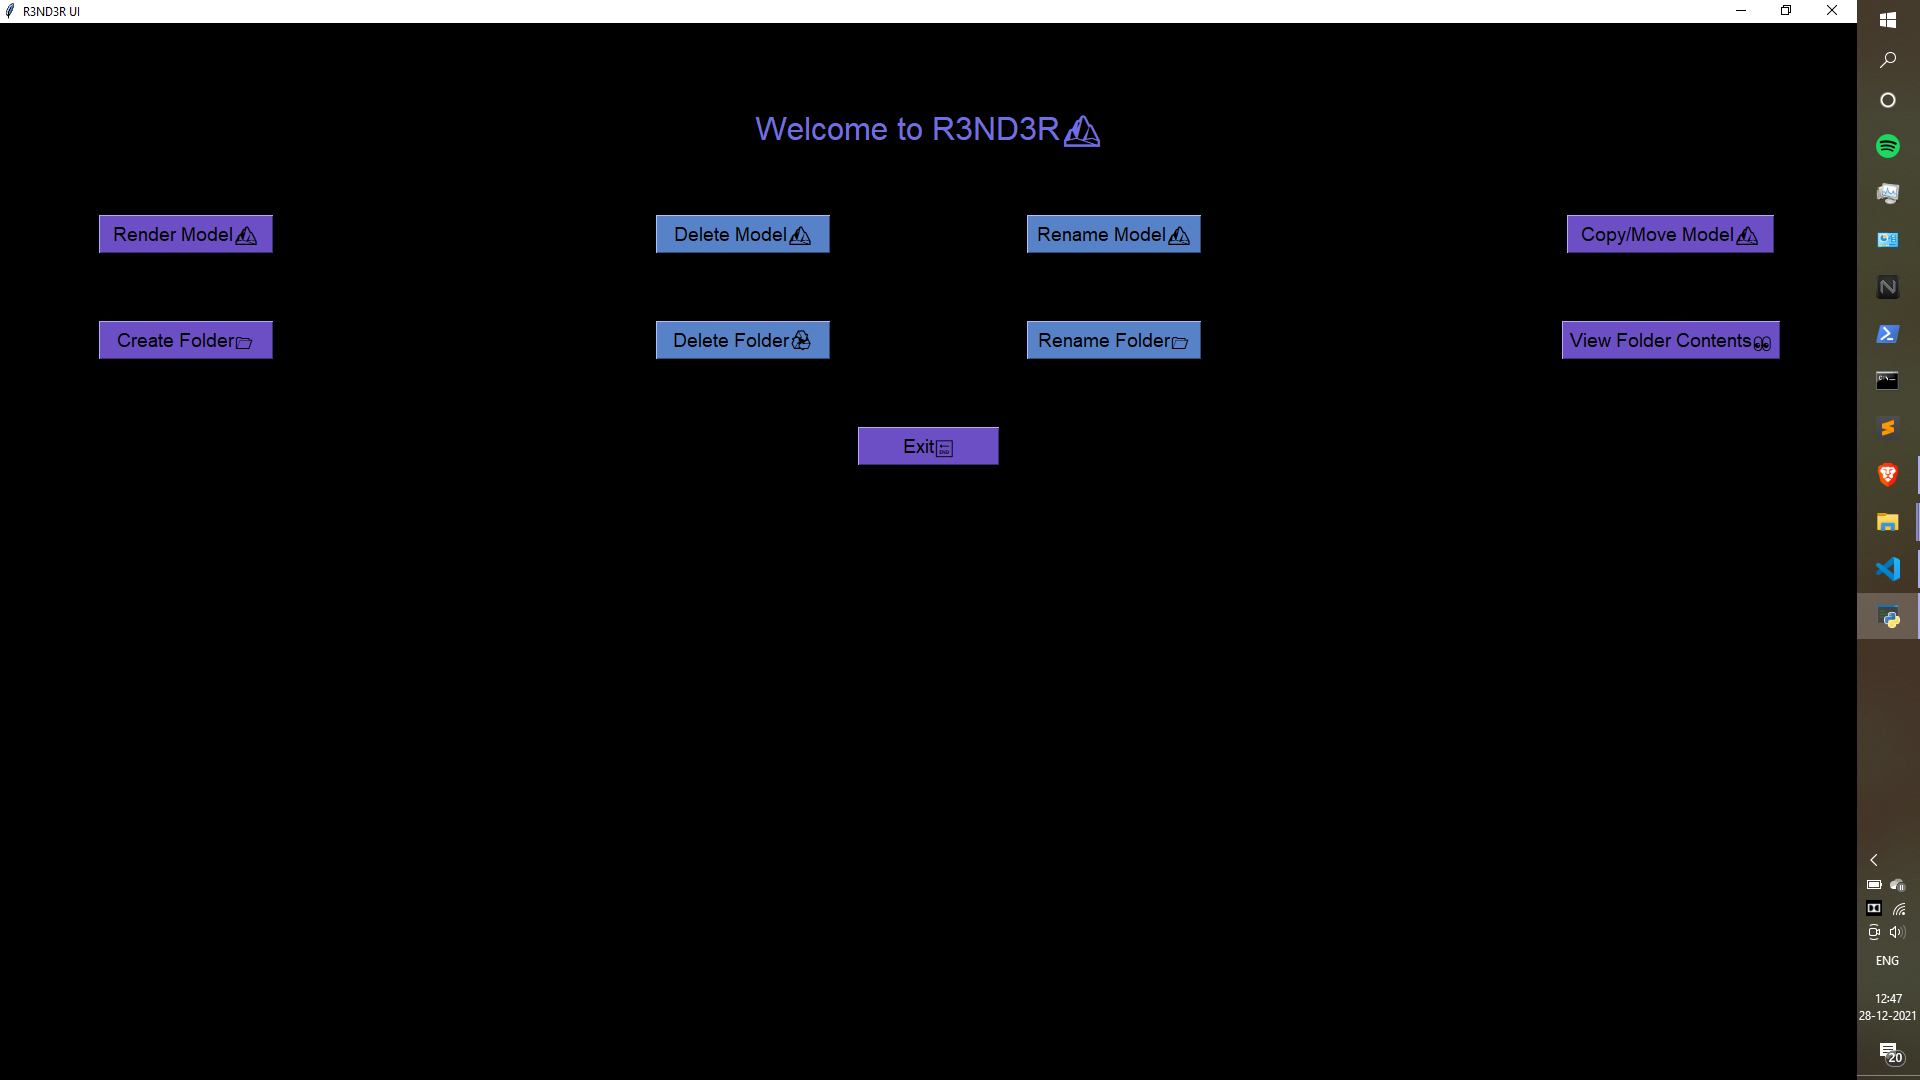 R3ND3R UI
Welcome to R3ND3R
Render Model
Delete Model
Rename Model
Copy/Move Model
Create Folder
Delete Folder
Rename Folder
View Folder Contents
Exit
ENG
12:47
28-12-2021
20